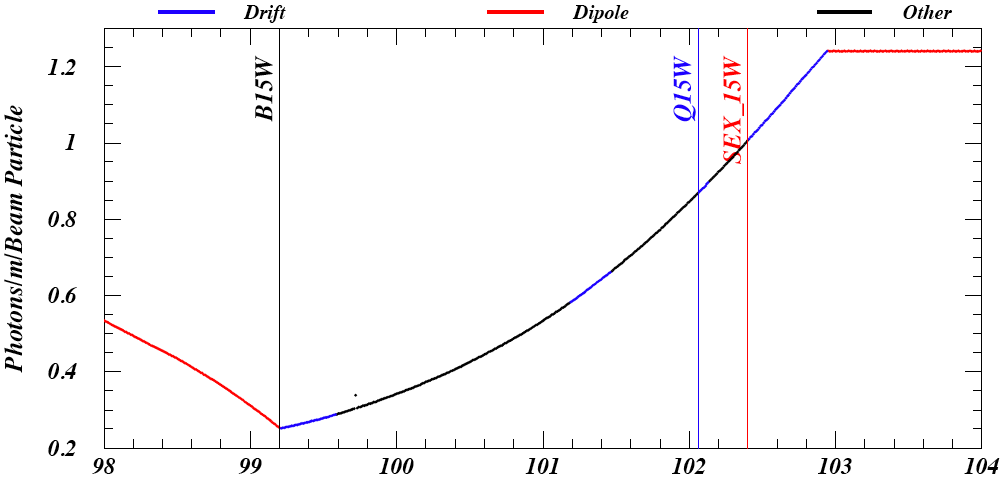 Drift Dipole Other
Photons/m/Beam Particle
1.2
1
0.8
0.6
0.4
0.2
B15W
Q15W
SEX_15W
98 99 100 101 102 103 104